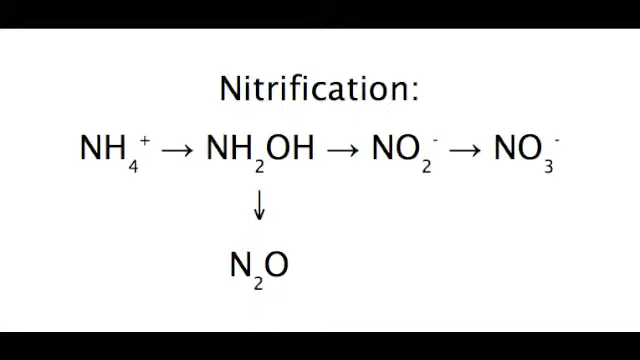 Nitrification:
NH₄⁺ → NH₂OH → NO₂⁻ → NO₃⁻
↓
N₂O